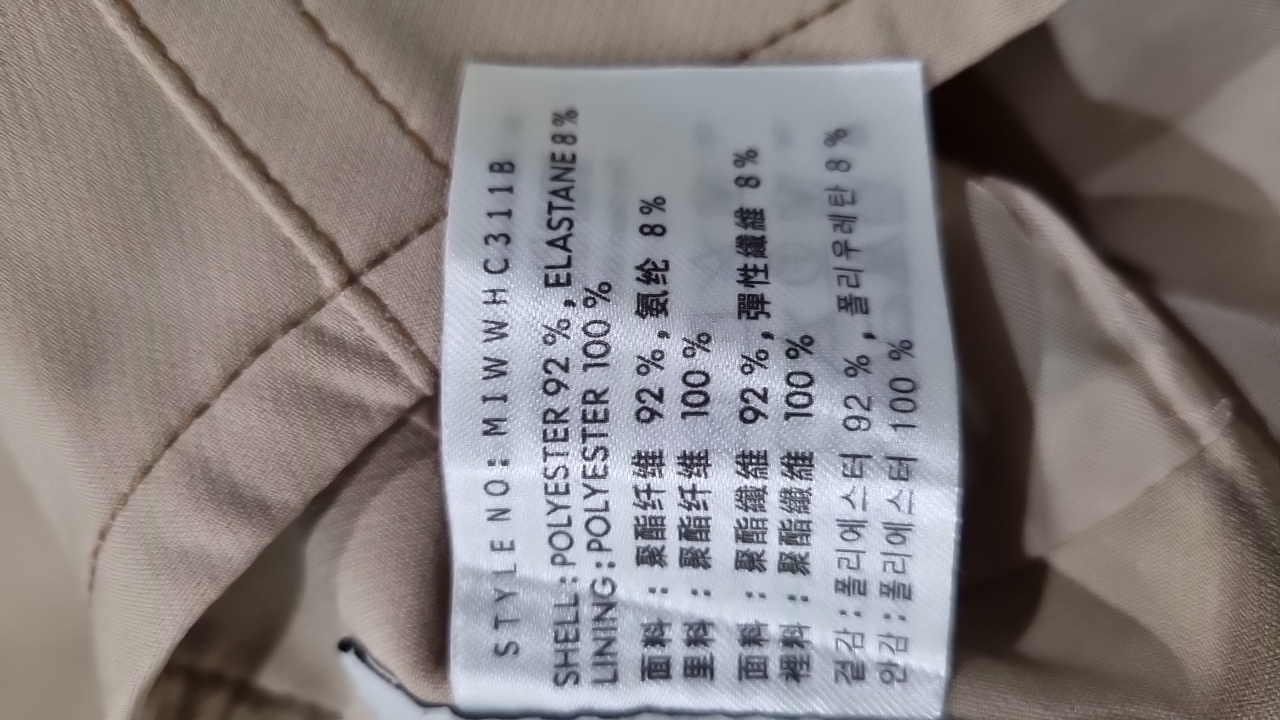 STYLE NO: MIWWHC311B
SHELL:POLYESTER 92 %, ELASTANE 8 %
LINING:POLYESTER 100 %
面料 : 聚酯纤维 92 %, 氨纶 8 %
里料 : 聚酯纤维 100 %
面料 : 聚酯纖維 92 %, 彈性纖維 8 %
裡料 : 聚酯纖維 100 %
겉감 : 폴리에스터 92 %, 폴리우레탄 8 %
안감 : 폴리에스터 100 %